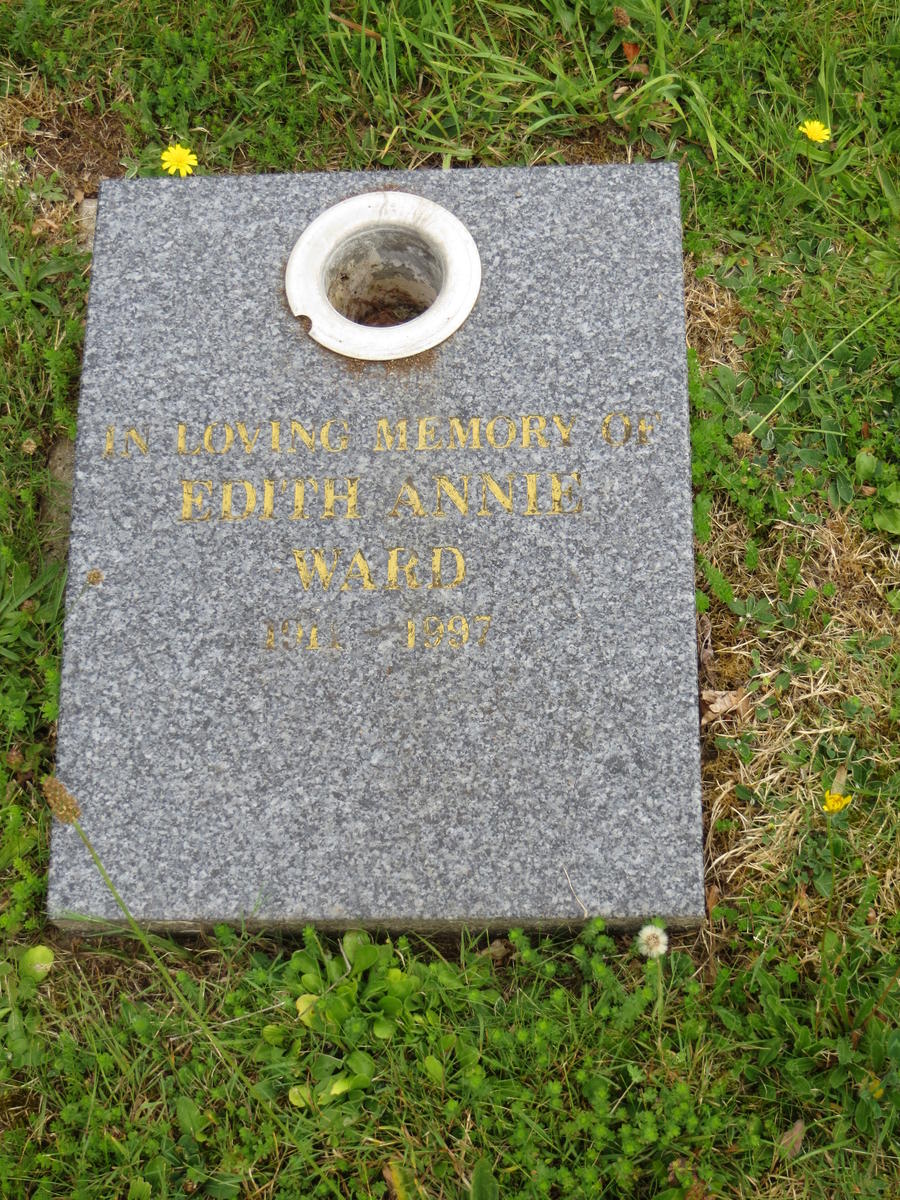 IN LOVING MEMORY OF
EDITH ANNIE
WARD
1911 - 1997